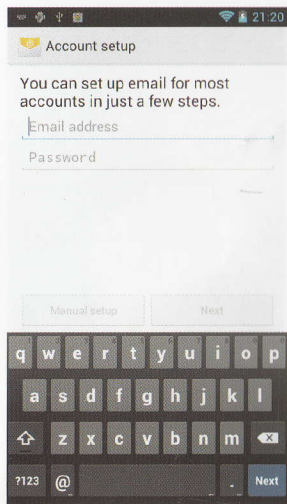 21:20
Account setup
You can set up email for most
accounts in just a few steps.
Email address
Password
Manual setup
Next
q w e r t y u i o p
a s d f g h j k l
z x c v b n m
?123 @ . Next